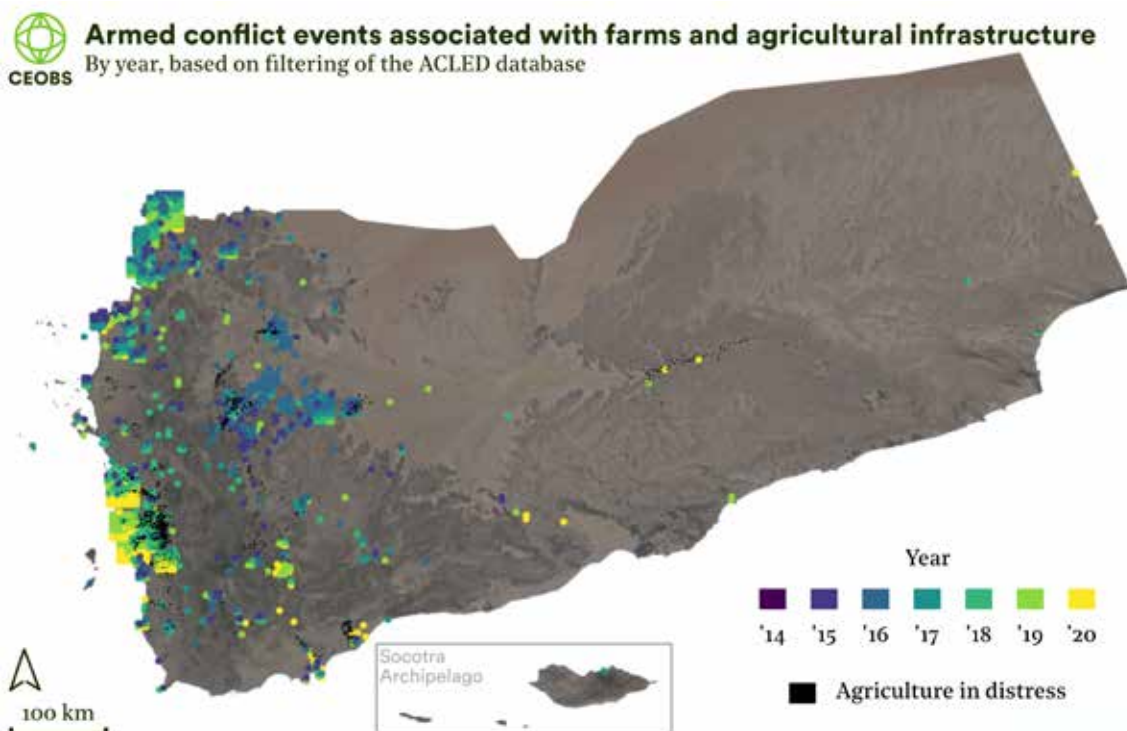 CEOBS
Armed conflict events associated with farms and agricultural infrastructure
By year, based on filtering of the ACLED database
Year
'14 '15 '16 '17 '18 '19 '20
Agriculture in distress
Socotra
Archipelago
100 km